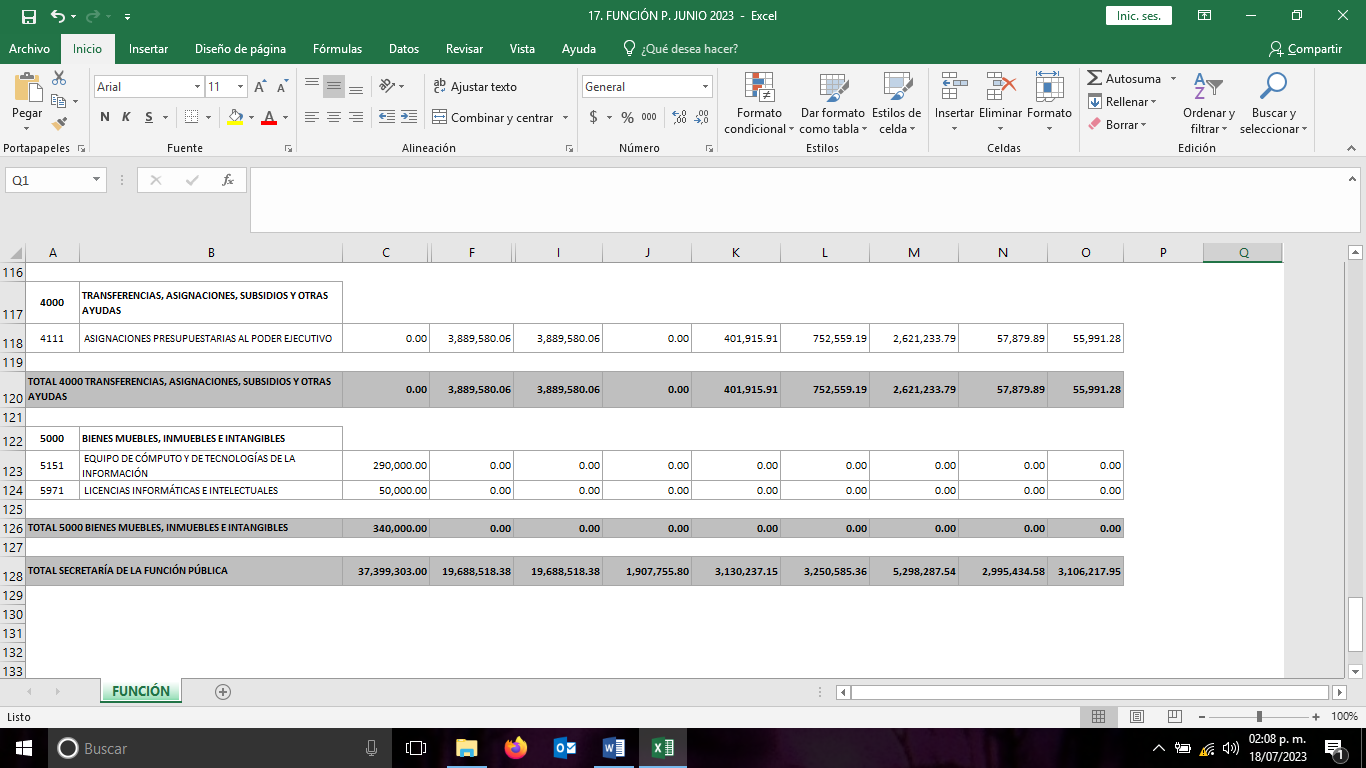 17. FUNCIÓN P. JUNIO 2023 - Excel
Inic. ses.
Archivo Inicio Insertar Diseño de página Fórmulas Datos Revisar Vista Ayuda ¿Qué desea hacer? Compartir
Pegar
Arial 11
N K S
Ajustar texto
Combinar y centrar
General
$ % 000
Formato condicional
Dar formato como tabla
Estilos de celda
Insertar Eliminar Formato
Autosuma
Rellenar
Borrar
Ordenar y filtrar
Buscar y seleccionar
Portapapeles Fuente Alineación Número Estilos Celdas Edición
Q1 fx
A B C F I J K L M N O P Q
116
117 4000 TRANSFERENCIAS, ASIGNACIONES, SUBSIDIOS Y OTRAS
AYUDAS
118 4111 ASIGNACIONES PRESUPUESTARIAS AL PODER EJECUTIVO 0.00 3,889,580.06 3,889,580.06 0.00 401,915.91 752,559.19 2,621,233.79 57,879.89 55,991.28
119
120 TOTAL 4000 TRANSFERENCIAS, ASIGNACIONES, SUBSIDIOS Y OTRAS
AYUDAS 0.00 3,889,580.06 3,889,580.06 0.00 401,915.91 752,559.19 2,621,233.79 57,879.89 55,991.28
121
122 5000 BIENES MUEBLES, INMUEBLES E INTANGIBLES
123 5151 EQUIPO DE CÓMPUTO Y DE TECNOLOGÍAS DE LA
INFORMACIÓN 290,000.00 0.00 0.00 0.00 0.00 0.00 0.00 0.00 0.00
124 5971 LICENCIAS INFORMÁTICAS E INTELECTUALES 50,000.00 0.00 0.00 0.00 0.00 0.00 0.00 0.00 0.00
125
126 TOTAL 5000 BIENES MUEBLES, INMUEBLES E INTANGIBLES 340,000.00 0.00 0.00 0.00 0.00 0.00 0.00 0.00 0.00
127
128 TOTAL SECRETARÍA DE LA FUNCIÓN PÚBLICA 37,399,303.00 19,688,518.38 19,688,518.38 1,907,755.80 3,130,237.15 3,250,585.36 5,298,287.54 2,995,434.58 3,106,217.95
129
130
131
132
133
FUNCIÓN
Listo
100%
Buscar
02:08 p. m.
18/07/2023
1